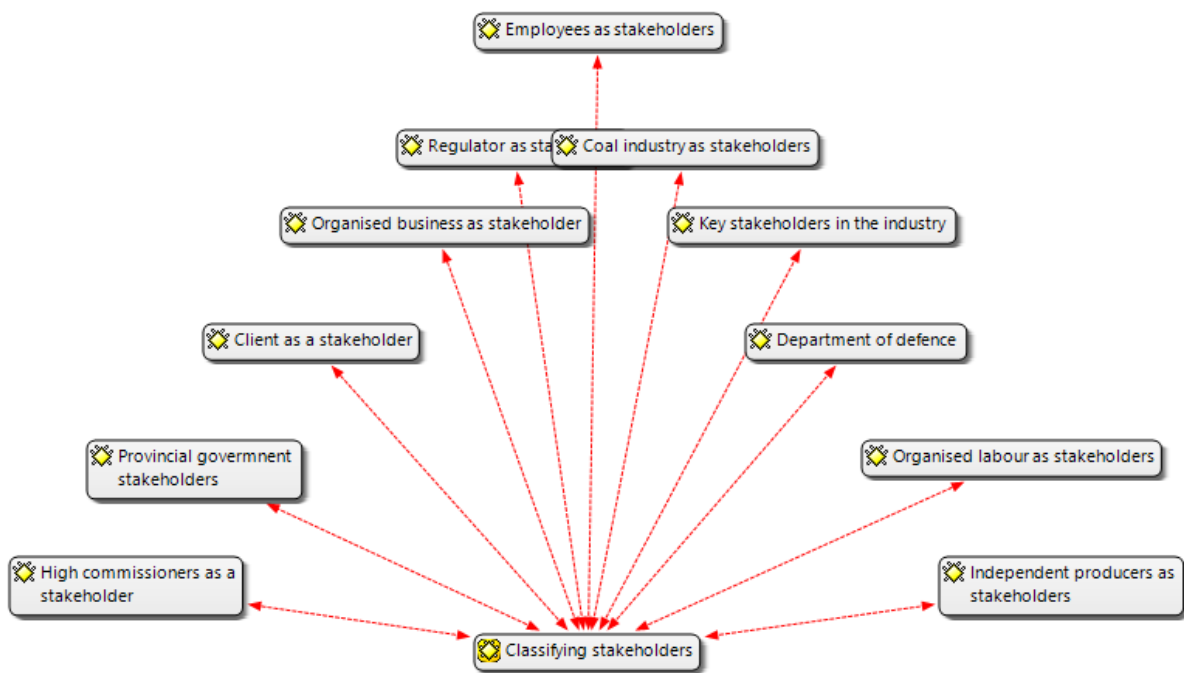 Employees as stakeholders
Regulator as sta
Coal industry as stakeholders
Organised business as stakeholder
Key stakeholders in the industry
Client as a stakeholder
Department of defence
Provincial govermnent
stakeholders
Organised labour as stakeholders
High commissioners as a
stakeholder
Independent producers as
stakeholders
Classifying stakeholders